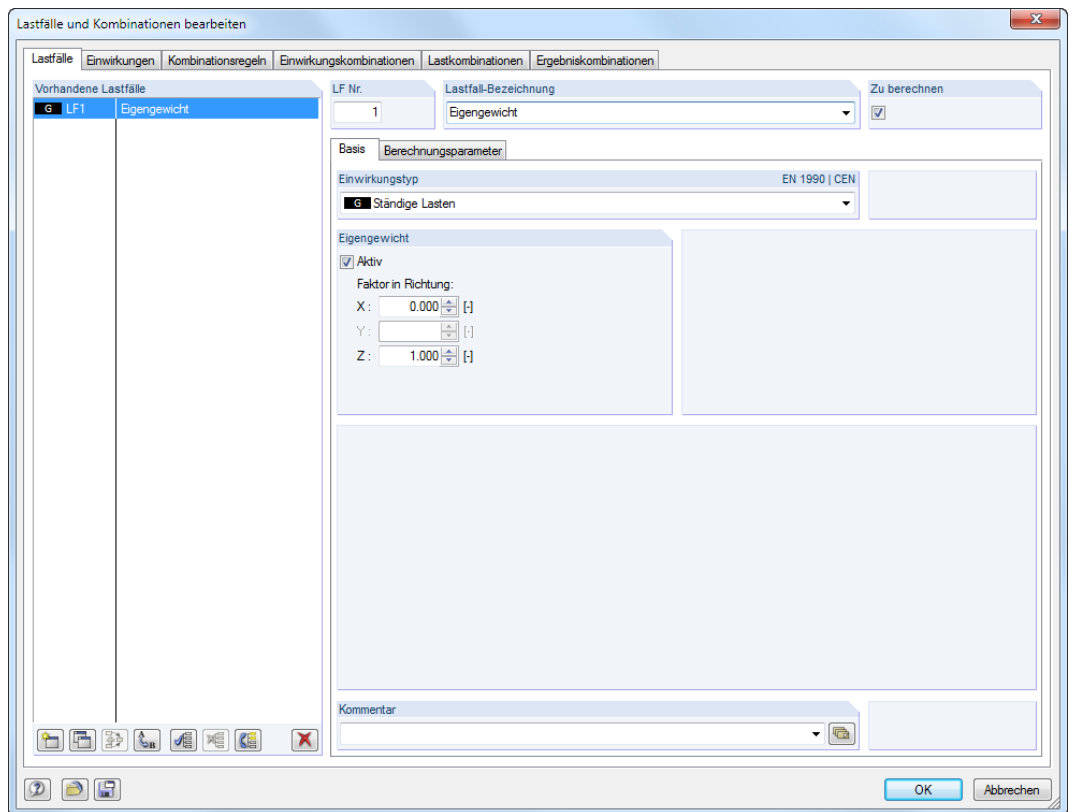 Lastfälle und Kombinationen bearbeiten
Lastfälle Einwirkungen Kombinationsregeln Einwirkungskombinationen Lastkombinationen Ergebniskombinationen
Vorhandene Lastfälle
G LF1 Eigengewicht
LF Nr.
1
Lastfall-Bezeichnung
Eigengewicht
Zu berechnen
Basis Berechnungsparameter
Einwirkungstyp EN 1990 | CEN
G Ständige Lasten
Eigengewicht
Aktiv
Faktor in Richtung:
X : 0.000 [-]
Y : [-]
Z : 1.000 [-]
Kommentar
OK Abbrechen